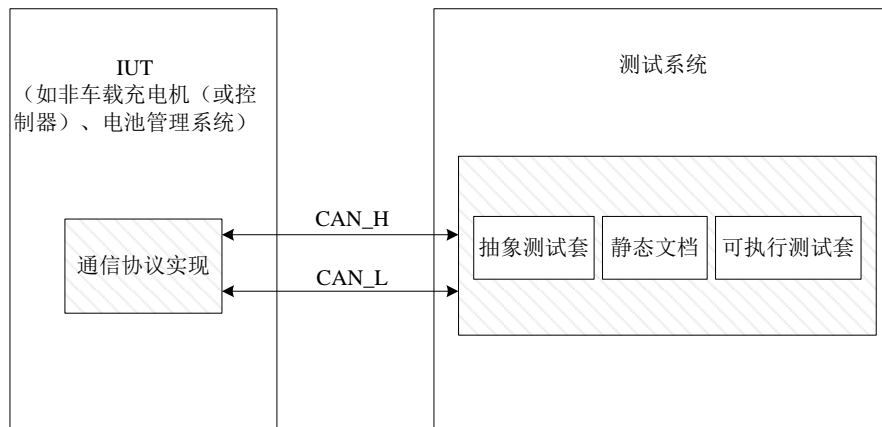 IUT
（如非车载充电机（或控
制器）、电池管理系统）
测试系统
CAN_H
抽象测试套
静态文档
可执行测试套
通信协议实现
CAN_L